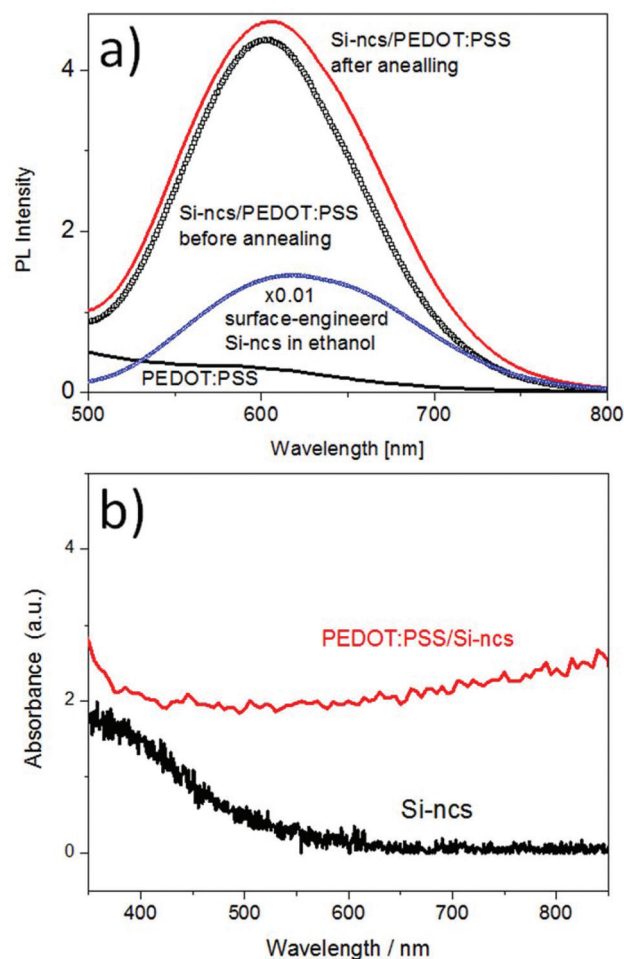 a)
Si-ncs/PEDOT:PSS
after anealling
Si-ncs/PEDOT:PSS
before annealing
x0.01
surface-engineerd
Si-ncs in ethanol
PEDOT:PSS
PL Intensity
4
2
0
500 600 700 800
Wavelength [nm]
b)
PEDOT:PSS/Si-ncs
Si-ncs
Absorbance (a.u.)
4
2
0
400 500 600 700 800
Wavelength / nm